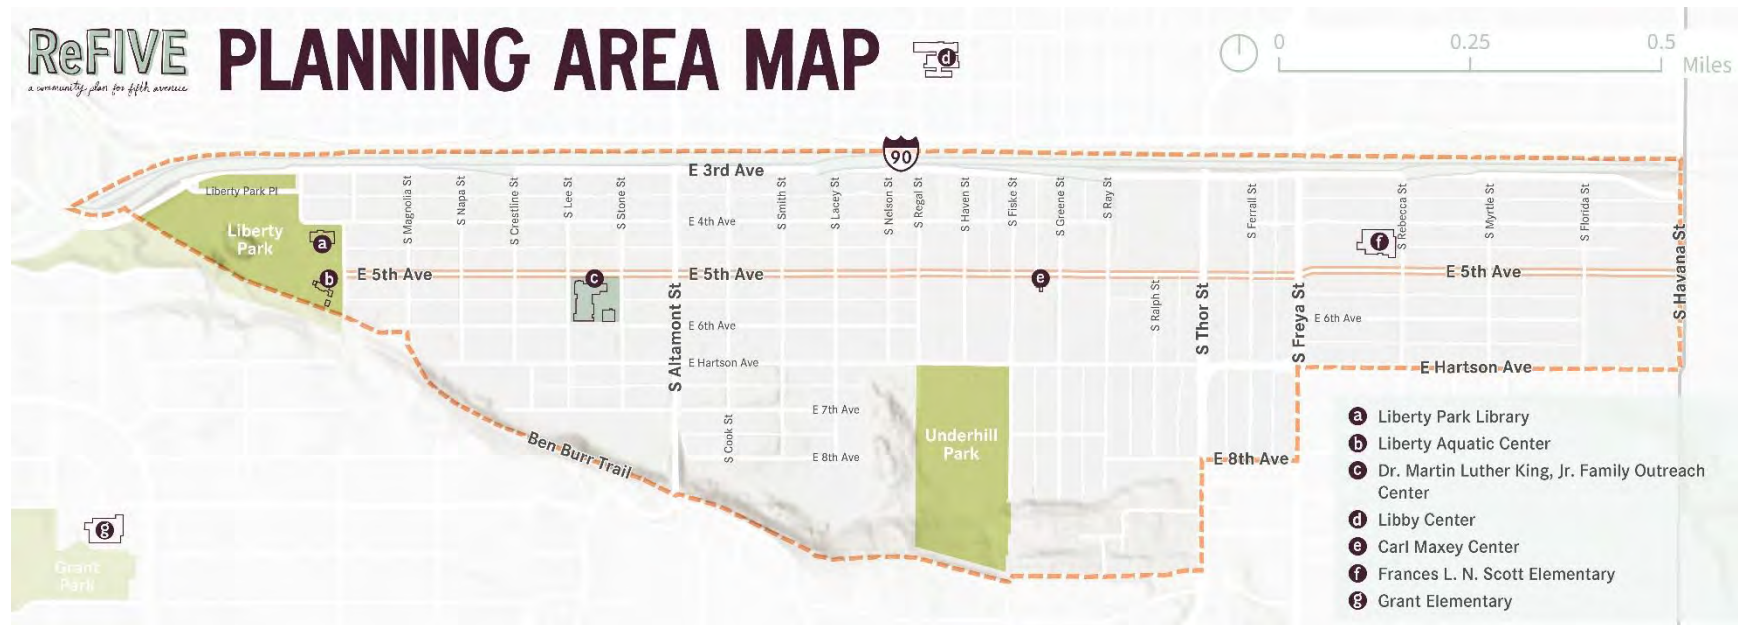 ReFIVE
a community plan for fifth avenue
PLANNING AREA MAP
d
0 0.25 0.5
Miles
90
E 3rd Ave
Liberty Park Pl
S Magnolia St
S Napa St
S Crestline St
S Lee St
S Stone St
E 4th Ave
S Smith St
S Lacey St
S Nelson St
S Regal St
S Haven St
S Fiske St
S Greene St
S Ray St
S Ferrall St
S Rebecca St
S Myrtle St
S Florida St
S Havana St
Liberty
Park
a
b
E 5th Ave
c
E 5th Ave
e
f
E 5th Ave
S Altamont St
E 6th Ave
S Ralph St
S Thor St
S Freya St
E 6th Ave
E Hartson Ave
E Hartson Ave
E 7th Ave
S Cook St
E 8th Ave
Underhill
Park
E 8th Ave
Ben Burr Trail
g
Grant
Park
a Liberty Park Library
b Liberty Aquatic Center
c Dr. Martin Luther King, Jr. Family Outreach
Center
d Libby Center
e Carl Maxey Center
f Frances L. N. Scott Elementary
g Grant Elementary